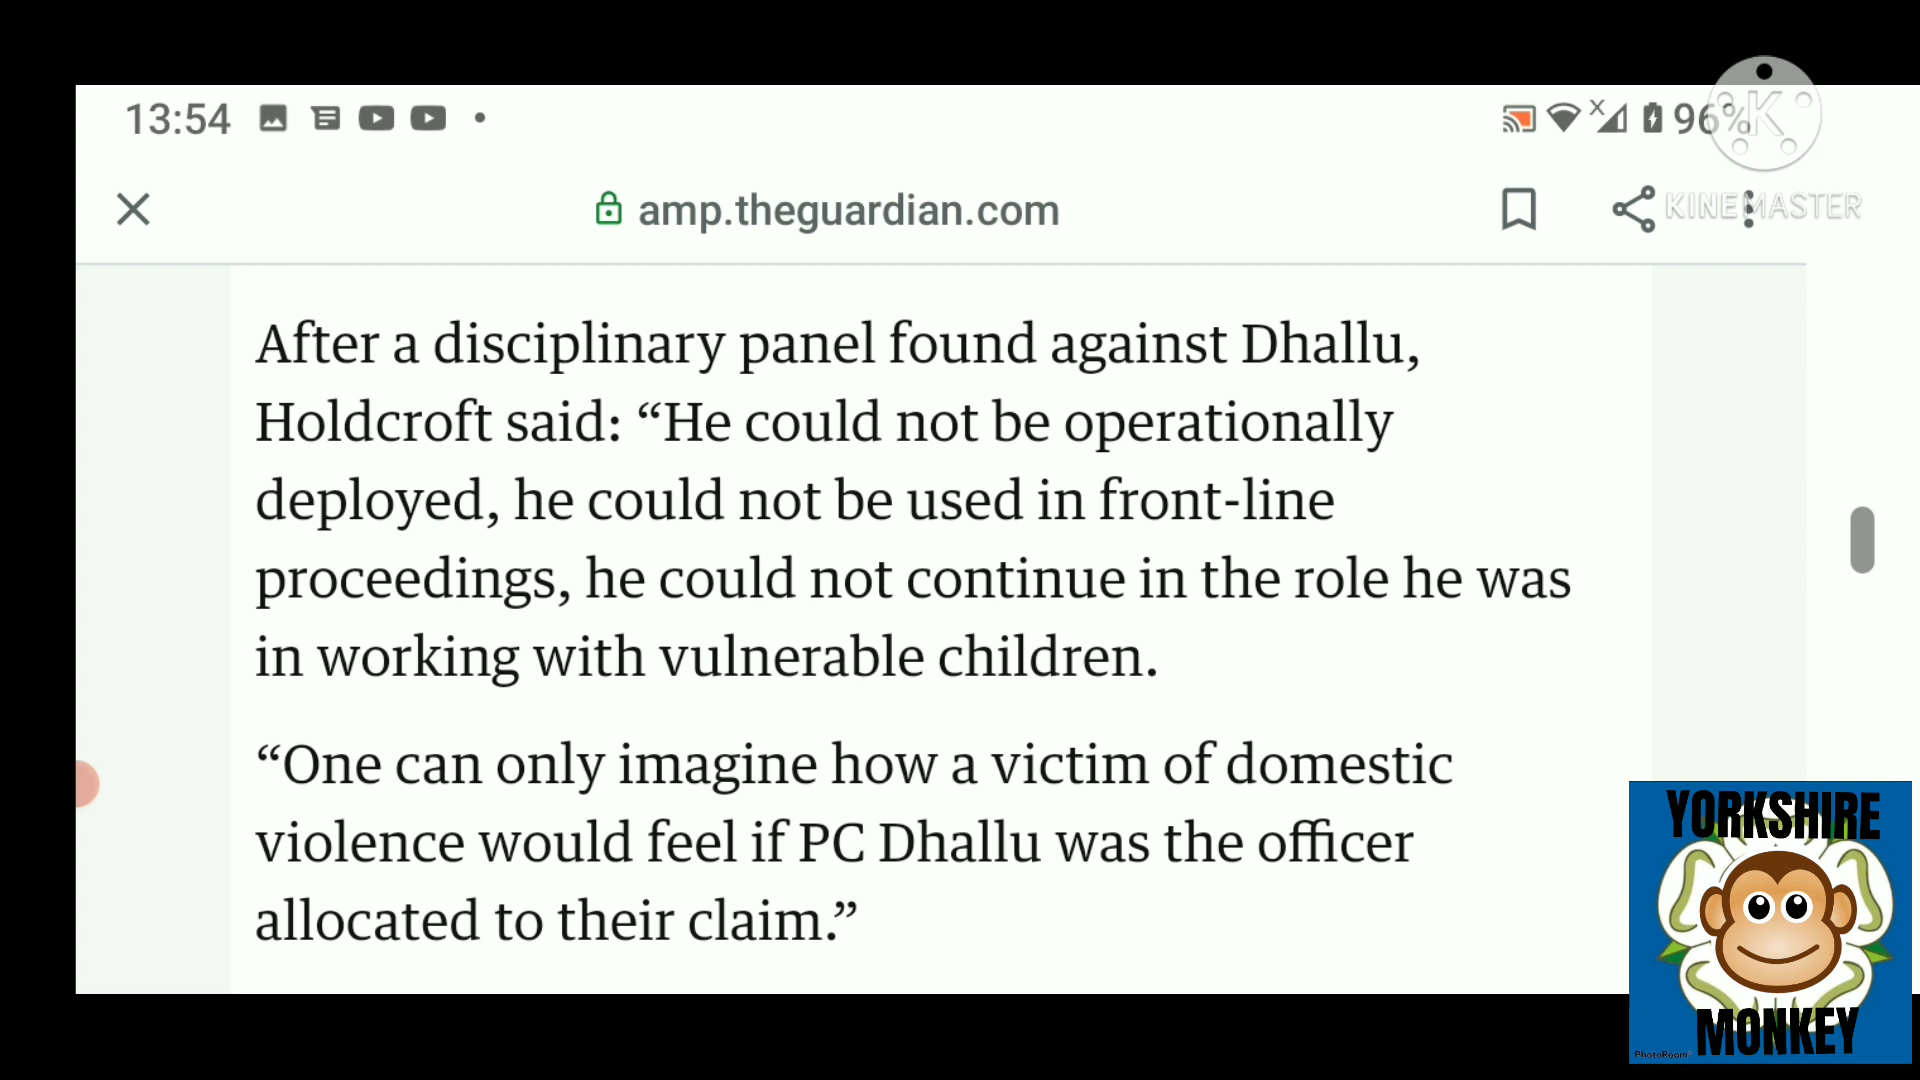 13:54
96%
K
amp.theguardian.com
KINEMASTER
After a disciplinary panel found against Dhallu,
Holdcroft said: “He could not be operationally
deployed, he could not be used in front-line
proceedings, he could not continue in the role he was
in working with vulnerable children.
“One can only imagine how a victim of domestic
violence would feel if PC Dhallu was the officer
allocated to their claim.”
YORKSHIRE
MONKEY
PhotoRoom